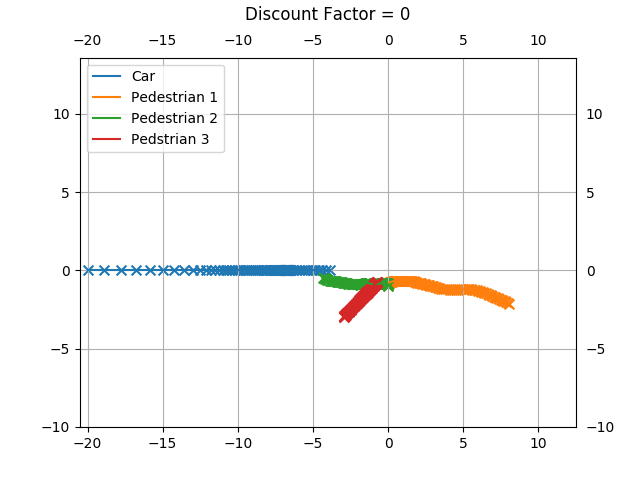 Discount Factor = 0
−20 −15 −10 −5 0 5 10
Car
Pedestrian 1
Pedestrian 2
Pedstrian 3
10 10
5 5
0 0
−5 −5
−10 −10
−20 −15 −10 −5 0 5 10